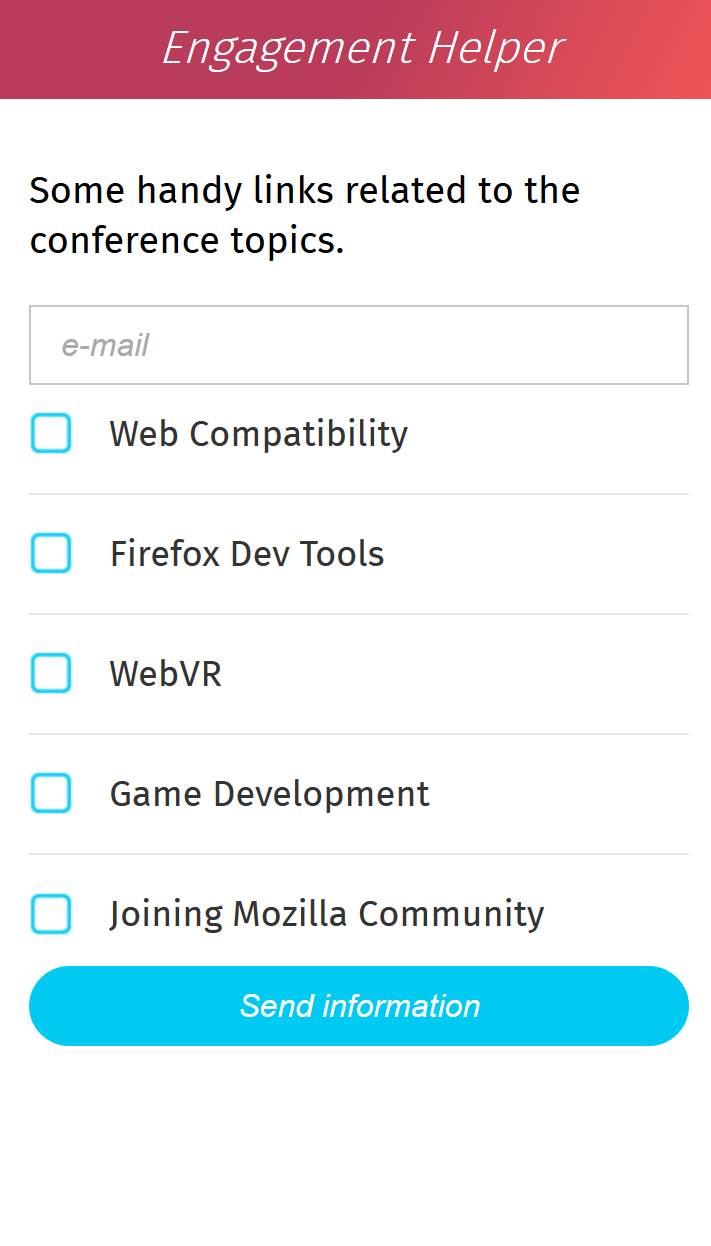 Engagement Helper
Some handy links related to the
conference topics.
e-mail
Web Compatibility
Firefox Dev Tools
WebVR
Game Development
Joining Mozilla Community
Send information